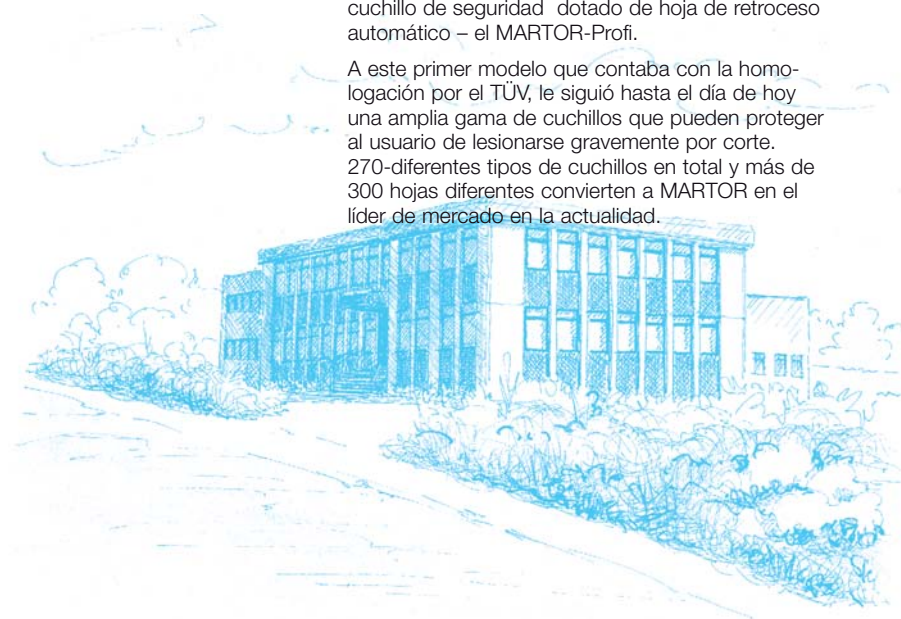 cuchillo de seguridad dotado de hoja de retroceso
automático – el MARTOR-Profi.
A este primer modelo que contaba con la homo-
logación por el TÜV, le siguió hasta el día de hoy
una amplia gama de cuchillos que pueden proteger
al usuario de lesionarse gravemente por corte.
270-diferentes tipos de cuchillos en total y más de
300 hojas diferentes convierten a MARTOR en el
líder de mercado en la actualidad.